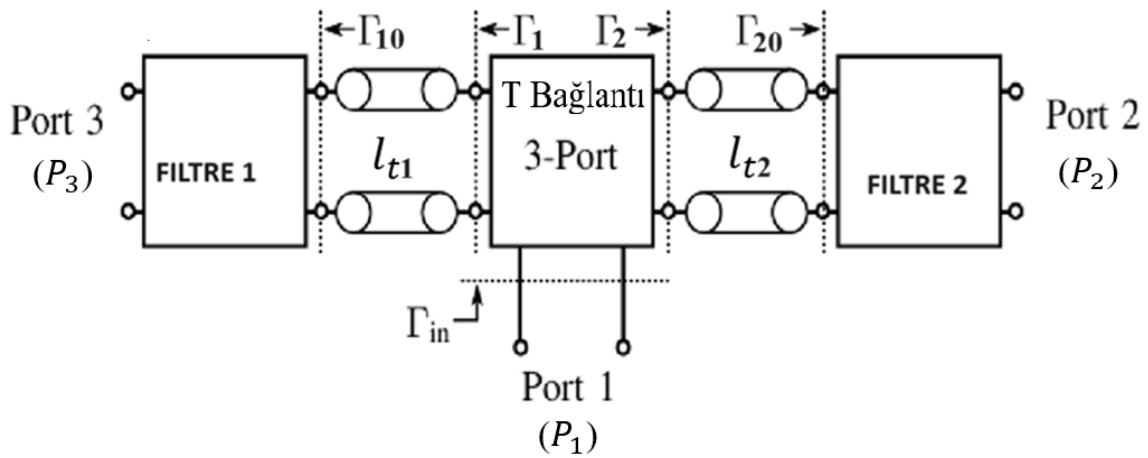 Γ10
Γ1
Γ2
Γ20
T Bağlantı
3-Port
Port 3
(P3)
FILTRE 1
lt1
lt2
FILTRE 2
Port 2
(P2)
Γin
Port 1
(P1)